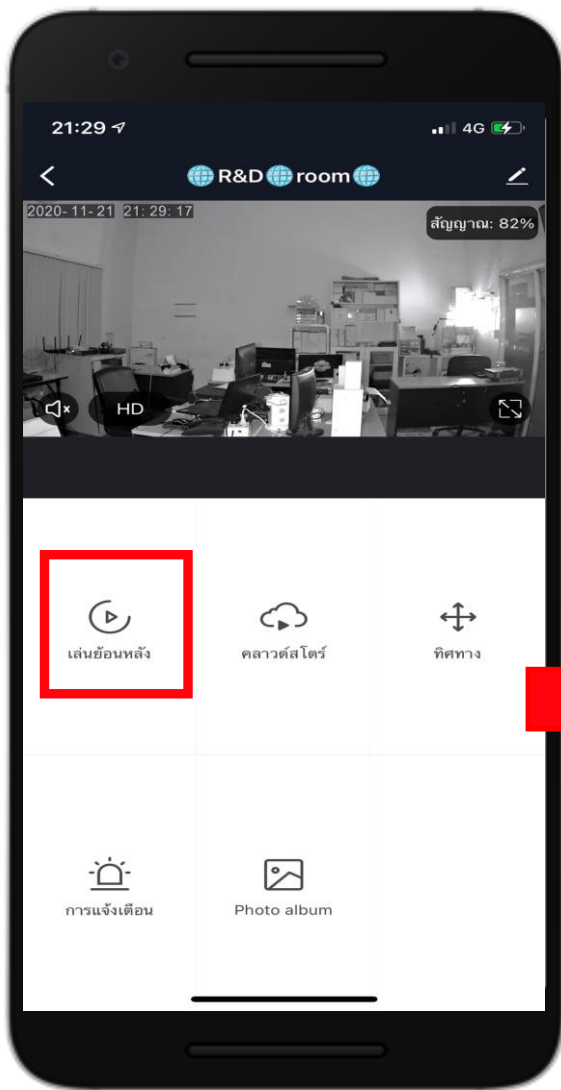 21:29
4G
R&D room
2020-11-21 21:29:17
สัญญาณ: 82%
HD
เล่นย้อนหลัง
คลาวด์สโตร์
ทิศทาง
การแจ้งเตือน
Photo album